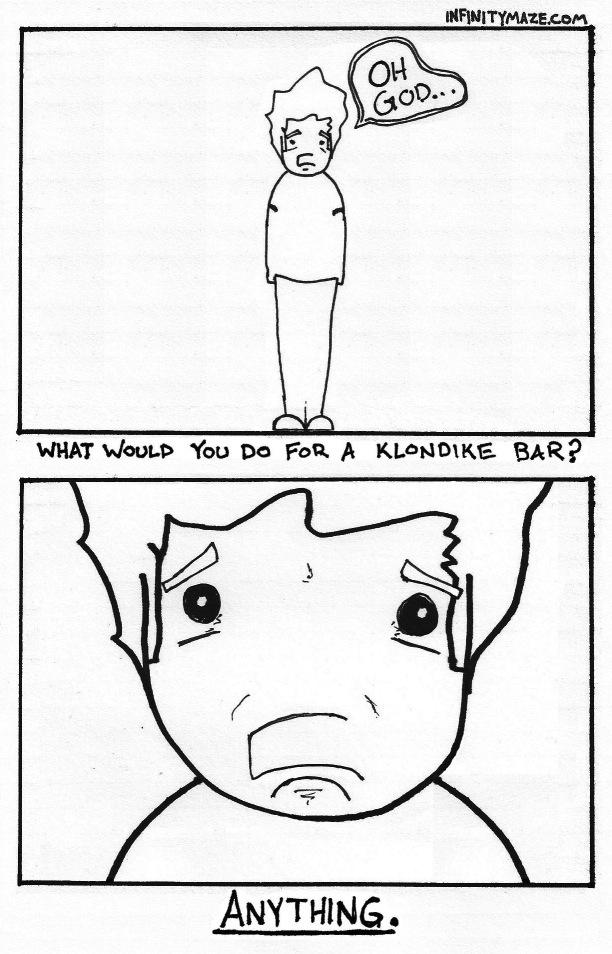 INFINITYMAZE.COM
OH
GOD...
WHAT WOULD YOU DO FOR A KLONDIKE BAR?
ANYTHING.